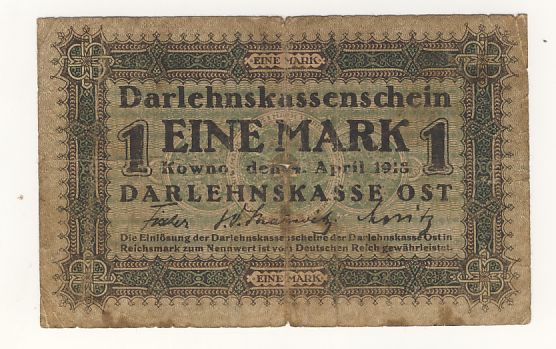 EINE MARK
Darlehnskassenschein
1 EINE MARK 1
Kowno, den 4. April 1918
DARLEHNSKASSE OST
Die Einlösung der Darlehnskassenscheine der Darlehnskasse Ost in
Reichsmark zum Nennwert ist vom Deutschen Reich gewährleistet.
EINE MARK